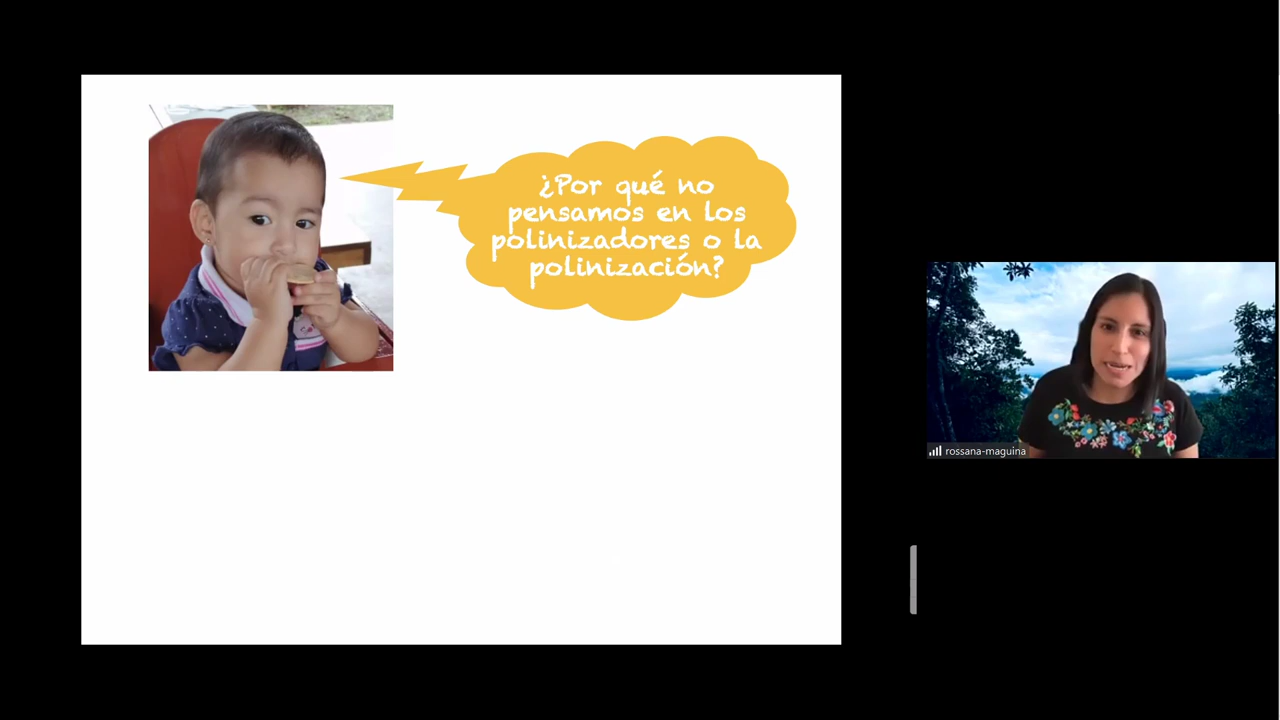 ¿Por qué no
pensamos en los
polinizadores o la
polinización?
rossana-maguina